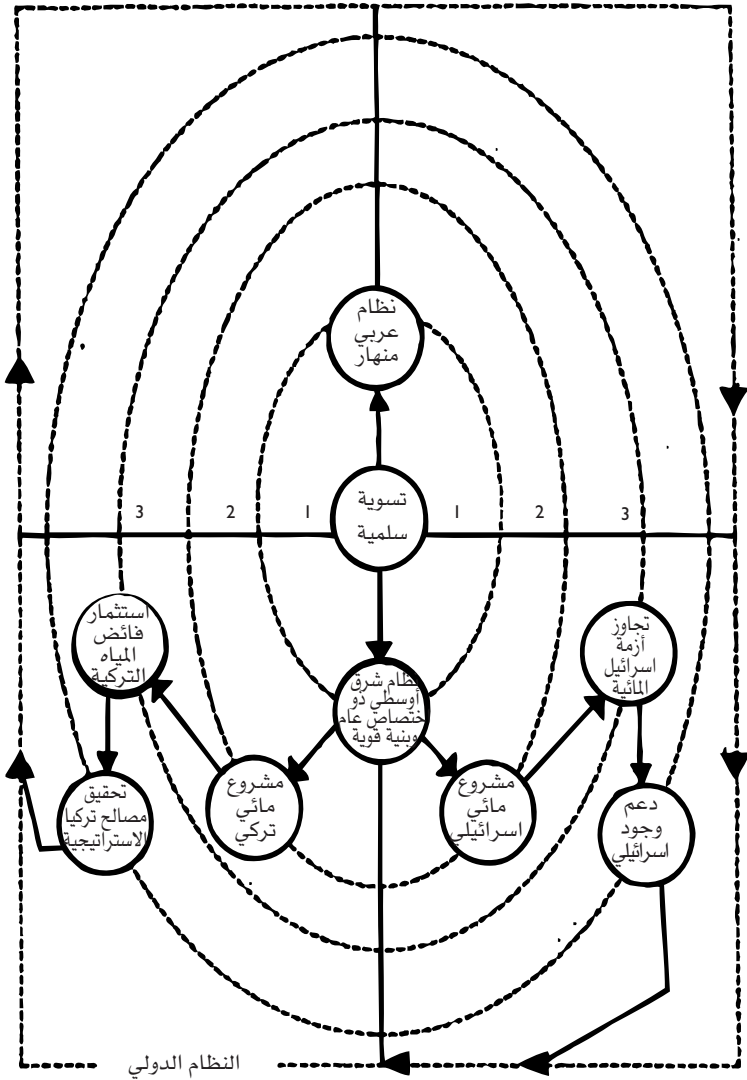 نظام
عربي
منهار
تسوية
سلمية
3 2 1 1 2 3
استثمار
فائض
المياه
التركية
تجاوز
أزمة
اسرائيل
المائية
نظام شرق
أوسطي ذو
ختصاص عام
وبنية قوية
تحقيق
مصالح تركيا
الاستراتيجية
مشروع
مائي
تركي
مشروع
مائي
اسرائيلي
دعم
وجود
اسرائيلي
النظام الدولي